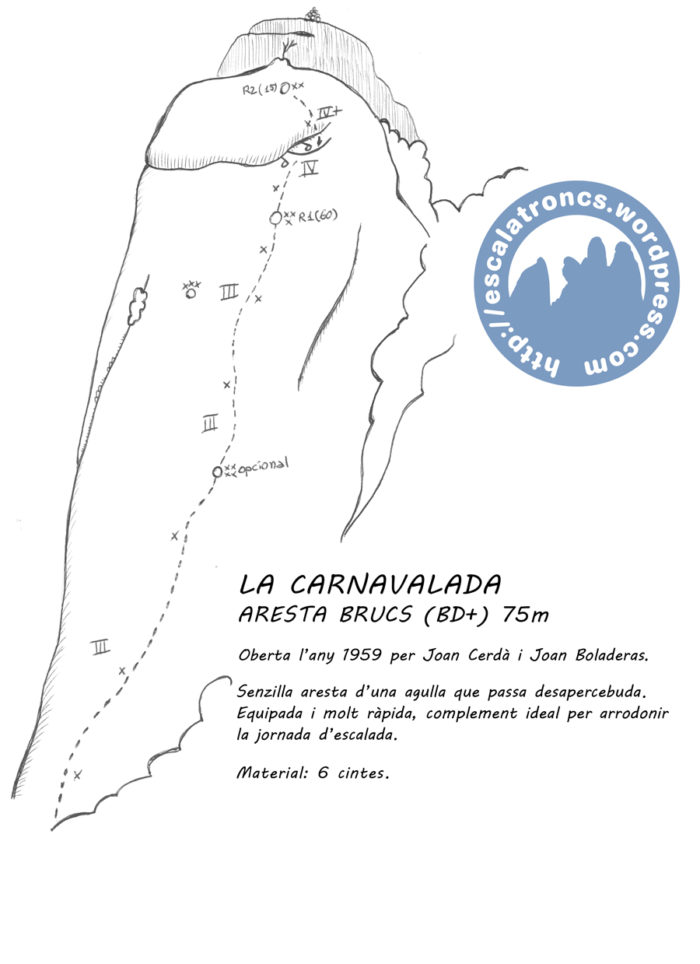 R2(15)
IV+
IV
R1(60)
III
III
opcional
III
http://escalatroncs.wordpress.com
LA CARNAVALADA
ARESTA BRUCS (BD+) 75m
Oberta l'any 1959 per Joan Cerdà i Joan Boladeras.
Senzilla aresta d'una agulla que passa desapercebuda.
Equipada i molt ràpida, complement ideal per arrodonir
la jornada d'escalada.
Material: 6 cintes.